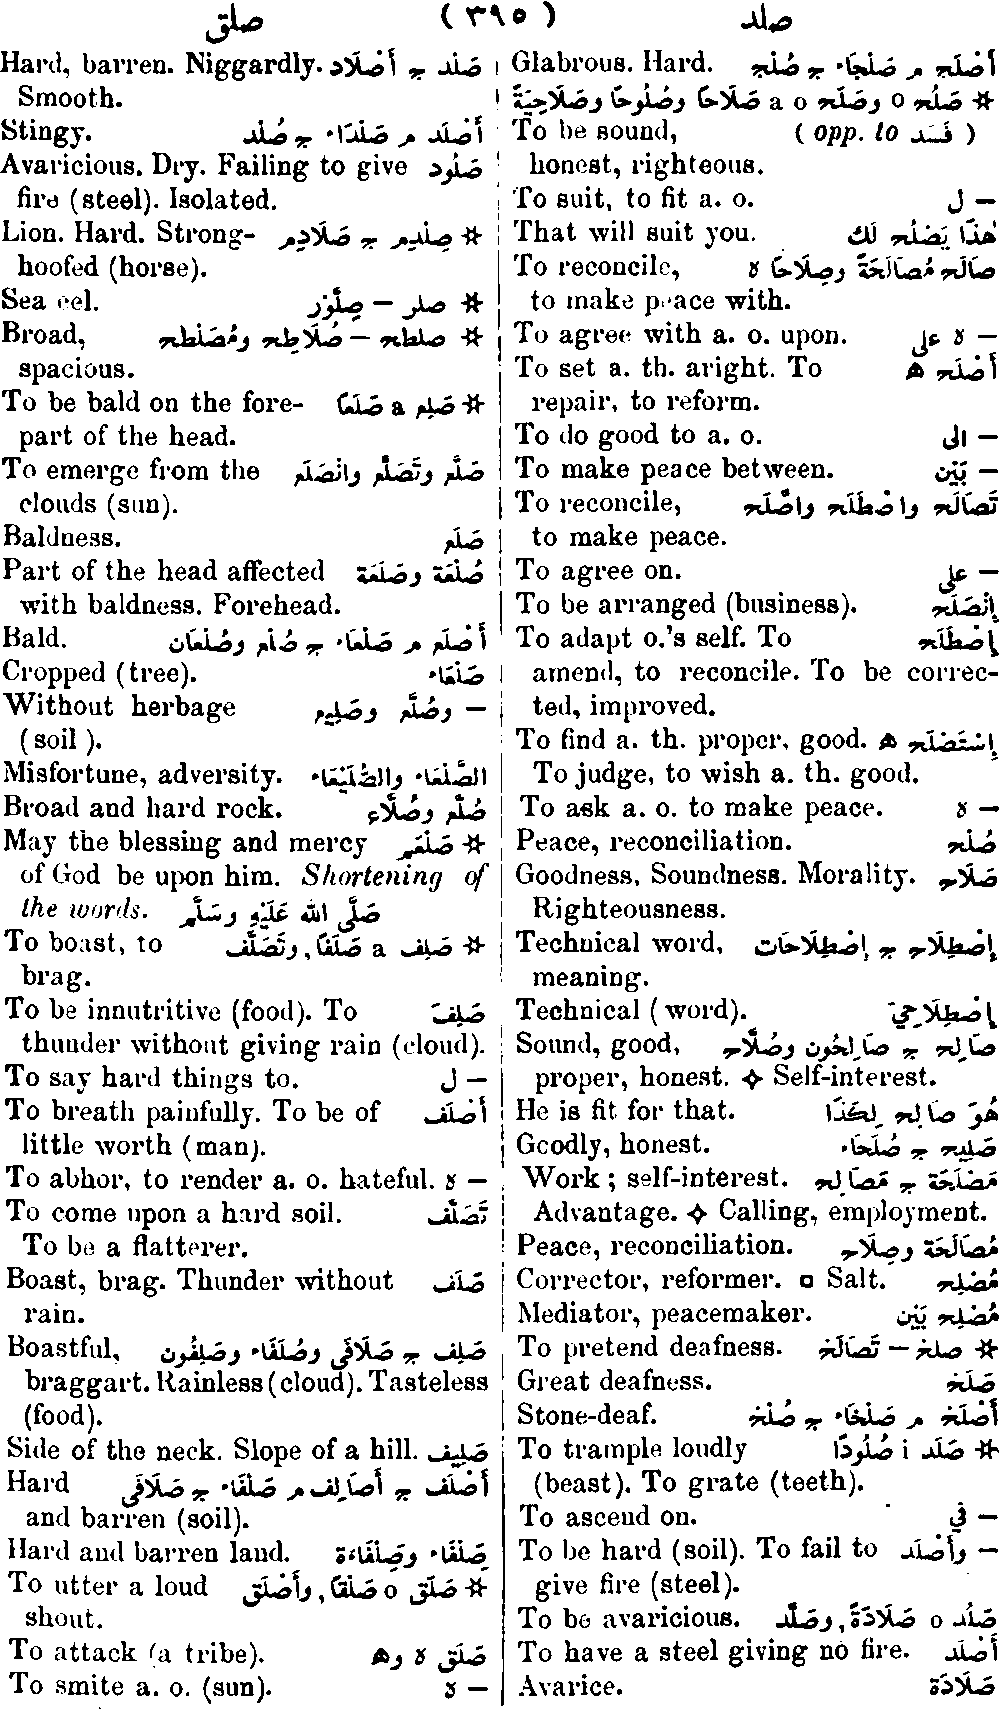 صلد ( ٣٩٥ ) صلق
Glabrous. Hard. أَصْلَج م صَلْجَاء ج صُلْج
* صَلُح o وصَلَح a o صَلَاحًا وصُلُوحًا وصَلَاحِيَةً
To be sound, ( opp. to فَسَد )
honest, righteous.
To suit, to fit a. o. — ل
That will suit you. هٰذَا يَصْلُح لَكَ
To reconcile, صَالَح مُصَالَحَةً وصِلَاحًا ه
to make peace with.
To agree with a. o. upon. — ه على
To set a. th. aright. To أَصْلَح ه
repair, to reform.
To do good to a. o. — الى
To make peace between. — بَيْن
To reconcile, تَصَالَح واصْطَلَح واصَّلَح
to make peace.
To agree on. — على
To be arranged (business). إِنْصَلَح
To adapt o.'s self. To إِصْطَلَح
amend, to reconcile. To be correc-
ted, improved.
To find a. th. proper, good. إِسْتَصْلَح ه
To judge, to wish a. th. good.
To ask a. o. to make peace. — ه
Peace, reconciliation. صُلْح
Goodness, Soundness. Morality. صَلَاح
Righteousness.
Technical word, إِصْطِلَاح ج إِصْطِلَاحَات
meaning.
Technical (word). إِصْطِلَاحِيّ
Sound, good, صَالِح ج صَالِحُون وصُلَّاح
proper, honest. ✧ Self-interest.
He is fit for that. هُوَ صَالِح لِكَذَا
Goodly, honest. صَلِيح ج صُلَحَاء
Work ; self-interest. مَصْلَحَة ج مَصَالِح
Advantage. ✧ Calling, employment.
Peace, reconciliation. مُصَالَحَة وصِلَاح
Corrector, reformer. □ Salt. مُصْلِح
Mediator, peacemaker. مُصْلِح بَيْن
To pretend deafness. * صلخ — تَصَالَخ
Great deafness. صَلَخ
Stone-deaf. أَصْلَخ م صَلْخَاء ج صُلْخ
To trample loudly * صَلَد i صُلُودًا
(beast). To grate (teeth).
To ascend on. — في
To be hard (soil). To fail to — وأَصْلَد
give fire (steel).
To be avaricious. صَلُد o صَلَادَةً, وصَلَّد
To have a steel giving no fire. أَصْلَد
Avarice. صَلَادَة
Hard, barren. Niggardly. صَلْد ج أَصْلَاد
Smooth.
Stingy. أَصْلَد م صَلْدَاء ج صُلْد
Avaricious. Dry. Failing to give صَلُود
fire (steel). Isolated.
Lion. Hard. Strong- * صِلْدِم ج صَلَادِم
hoofed (horse).
Sea eel. * صلر — صِلَّوْر
Broad, * صلطح — صُلَاطِح ومُصَلْطَح
spacious.
To be bald on the fore- * صَلِع a صَلَعًا
part of the head.
To emerge from the صَلَّع وتَصَلَّع وانْصَلَع
clouds (sun).
Baldness. صَلَع
Part of the head affected صُلْعَة وصَلَعَة
with baldness. Forehead.
Bald. أَصْلَع م صَلْعَاء ج صُلْع وصُلْعَان
Cropped (tree). صَلْعَاء
Without herbage — وصُلَّع وصَلِيع
(soil).
Misfortune, adversity. الصَّلْعَاء والصُّلَيْعَاء
Broad and hard rock. صُلَّع وصُلَّاع
May the blessing and mercy * صَلْعَم
of God be upon him. Shortening of
the words. صَلَّى الله عَلَيْهِ وَسَلَّم
To boast, to * صَلِف a صَلَفًا, وتَصَلَّف
brag.
To be innutritive (food). To صَلِفَ
thunder without giving rain (cloud).
To say hard things to. — ل
To breath painfully. To be of أَصْلَف
little worth (man).
To abhor, to render a. o. hateful. — ه
To come upon a hard soil. تَصَلَّف
To be a flatterer.
Boast, brag. Thunder without صَلَف
rain.
Boastful, صَلِف ج صَلَافَى وصُلَفَاء وصَلِفُون
braggart. Rainless (cloud). Tasteless
(food).
Side of the neck. Slope of a hill. صَلِيف
Hard أَصْلَف ج أَصَالِف م صَلْفَاء ج صَلَافَى
and barren (soil).
Hard and barren land. صِلْفَاء وصِلْفَاءَة
To utter a loud * صَلَق o صَلْقًا, وأَصْلَق
shout.
To attack (a tribe). صَلَق ه وه
To smite a. o. (sun). — ه